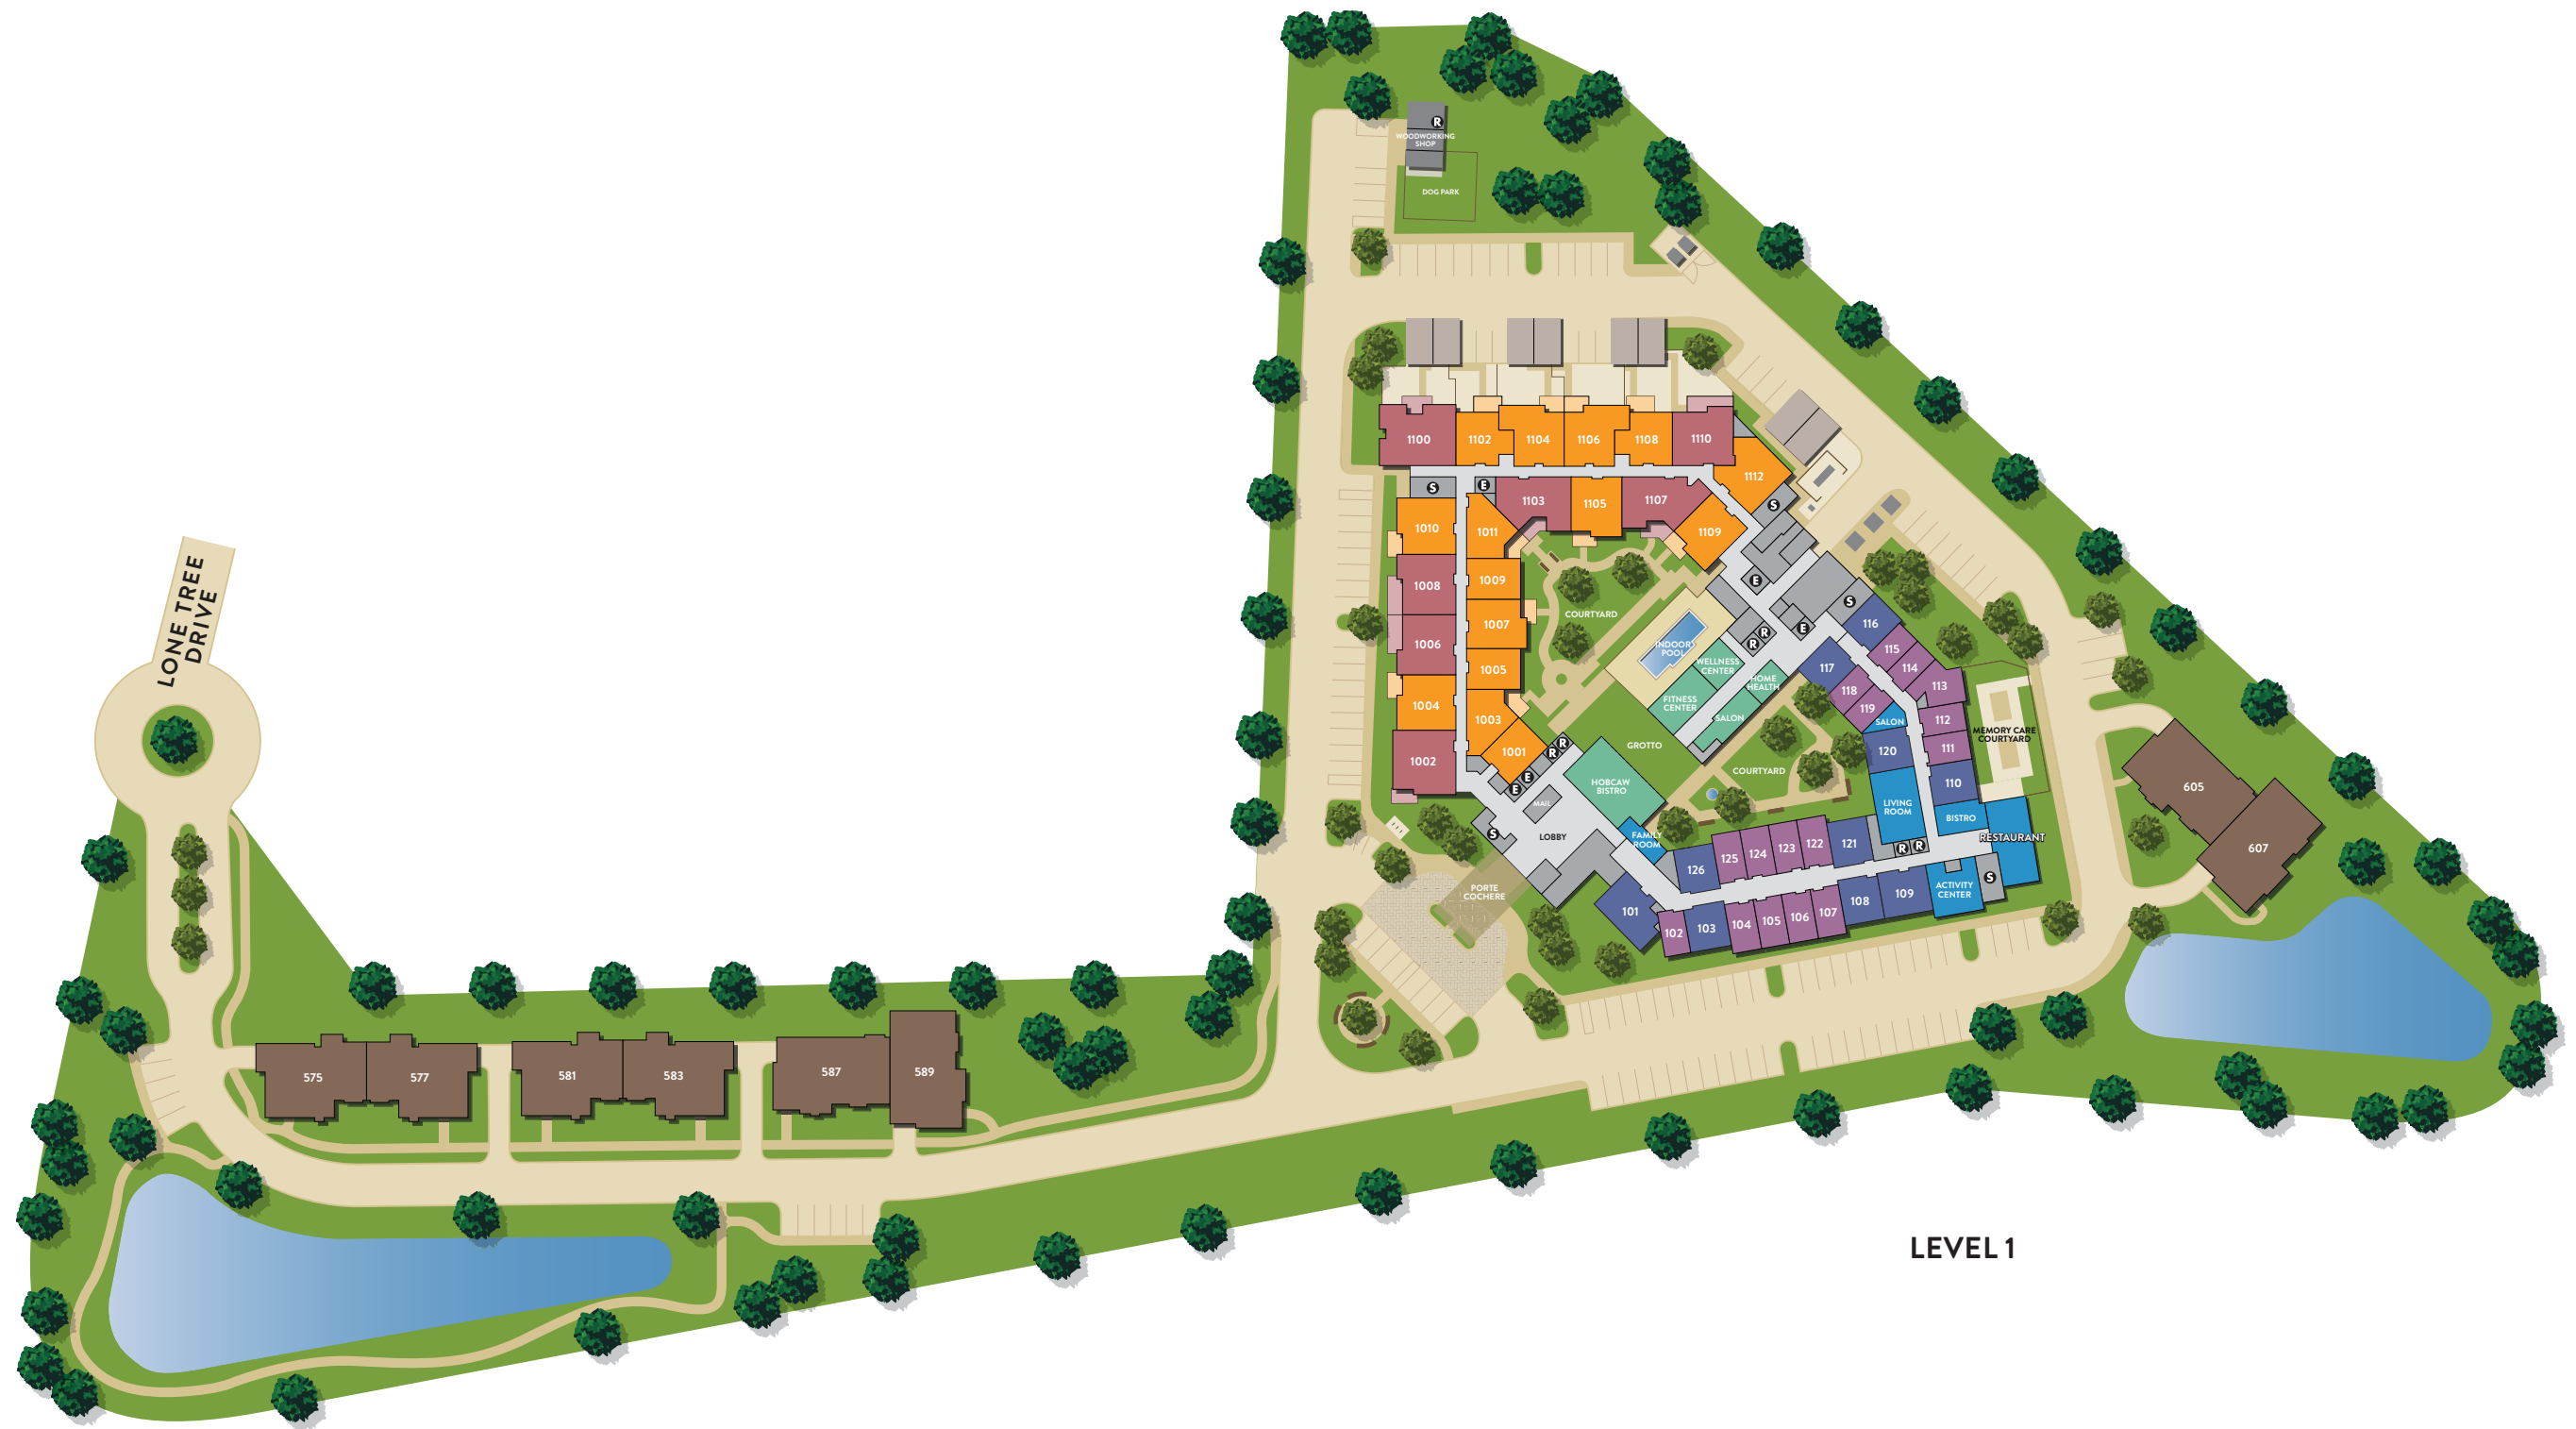 R
WOODWORKING
SHOP
DOG PARK
1100
1102
1104
1106
1108
1110
1112
S
E
1103
1105
1107
1109
S
1010
1011
1008
1009
1006
1007
1005
1004
1003
1002
1001
COURTYARD
INDOOR
POOL
WELLNESS
CENTER
FITNESS
CENTER
HOME
HEALTH
SALON
GROTTO
COURTYARD
E
R
R
E
S
R
R
E
E
MAIL
LOBBY
S
HOBCAW
BISTRO
FAMILY
ROOM
PORTE
COCHERE
116
115
114
113
117
118
119
SALON
112
111
120
110
LIVING
ROOM
BISTRO
RESTAURANT
MEMORY CARE
COURTYARD
R
R
121
122
123
124
125
126
ACTIVITY
CENTER
S
101
102
103
104
105
106
107
108
109
605
607
LONE TREE
DRIVE
575
577
581
583
587
589
LEVEL 1